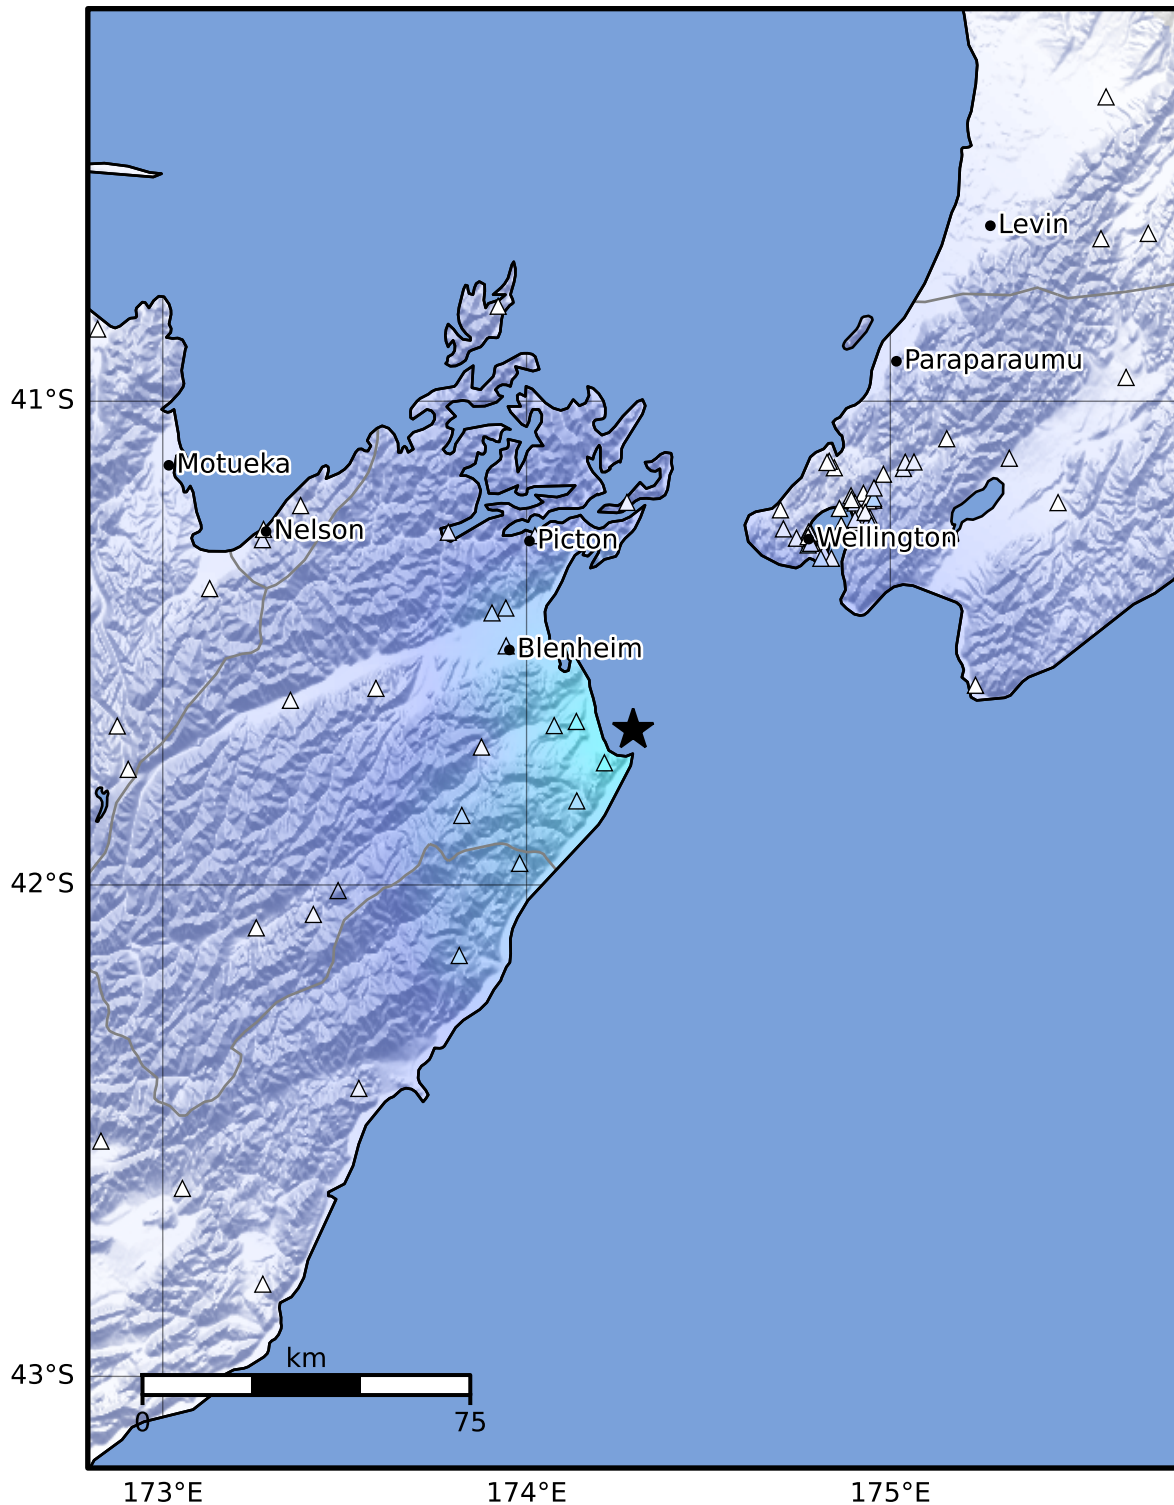 Levin
Paraparaumu
41°S
Motueka
Nelson
Picton
Wellington
Blenheim
42°S
km
43°S
0
75
173°E
174°E
175°E